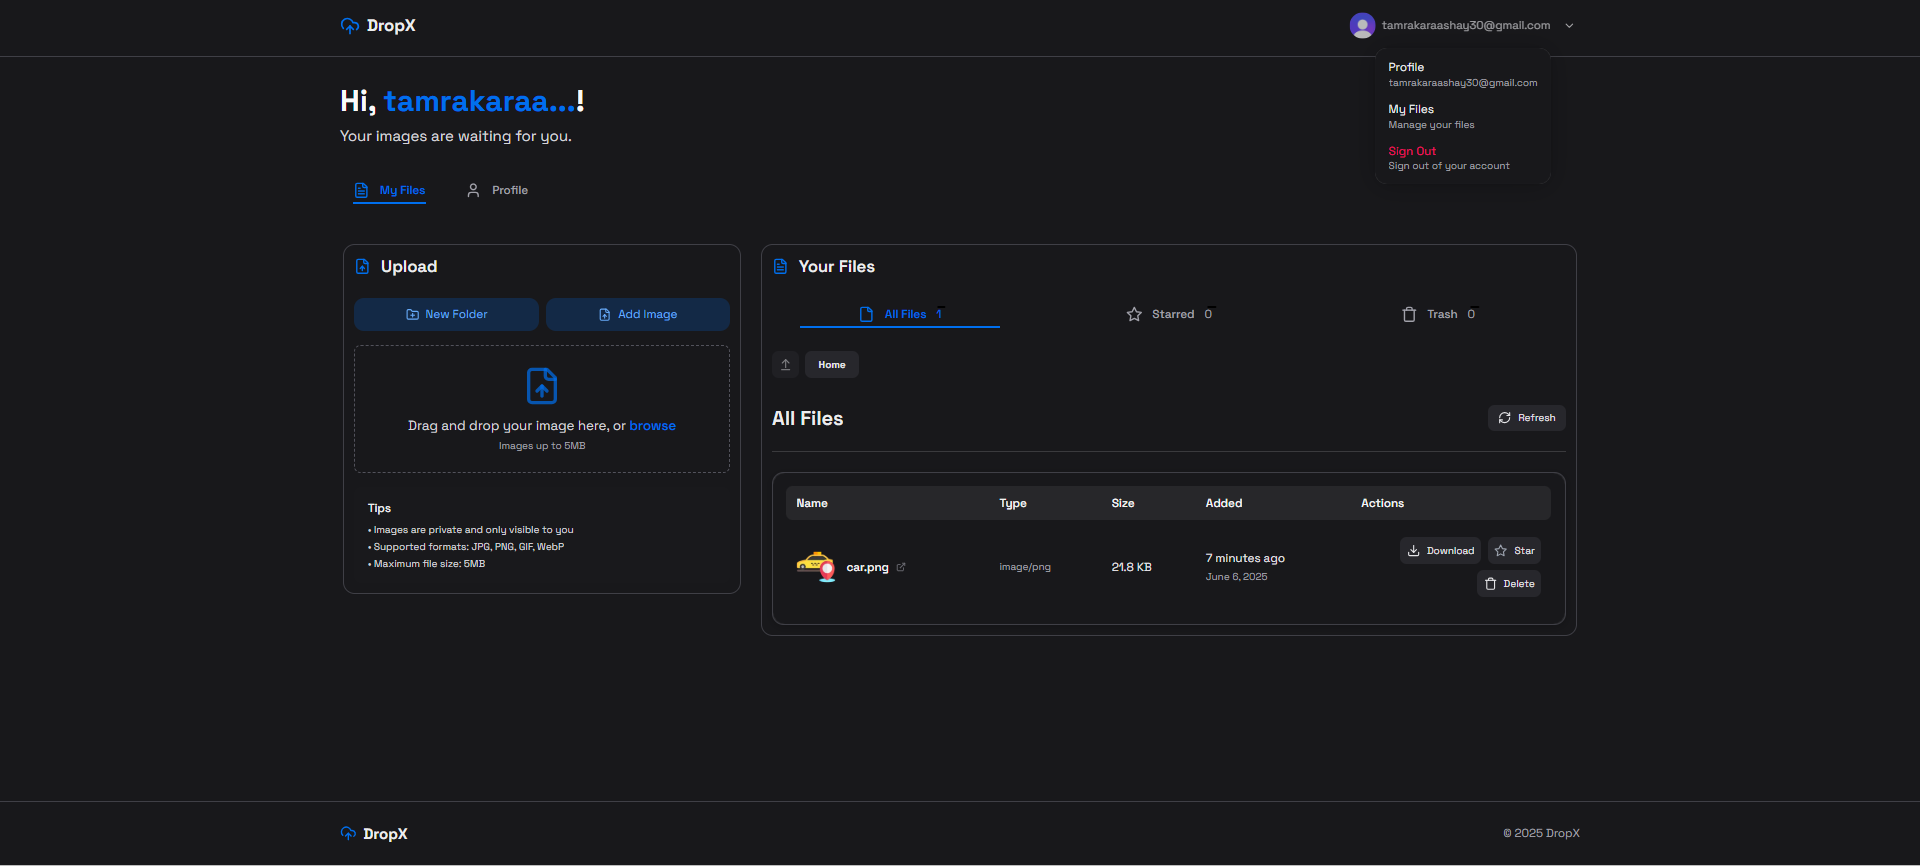 DropX
tamrakaraashay30@gmail.com
Profile
tamrakaraashay30@gmail.com
My Files
Manage your files
Sign Out
Sign out of your account
Hi, tamrakaraa...!
Your images are waiting for you.
My Files Profile
Upload
New Folder Add Image
Drag and drop your image here, or browse
Images up to 5MB
Tips
• Images are private and only visible to you
• Supported formats: JPG, PNG, GIF, WebP
• Maximum file size: 5MB
Your Files
All Files 1 Starred 0 Trash 0
Home
All Files Refresh
Name Type Size Added Actions
car.png image/png 21.8 KB 7 minutes ago
June 6, 2025
Download Star
Delete
DropX
© 2025 DropX